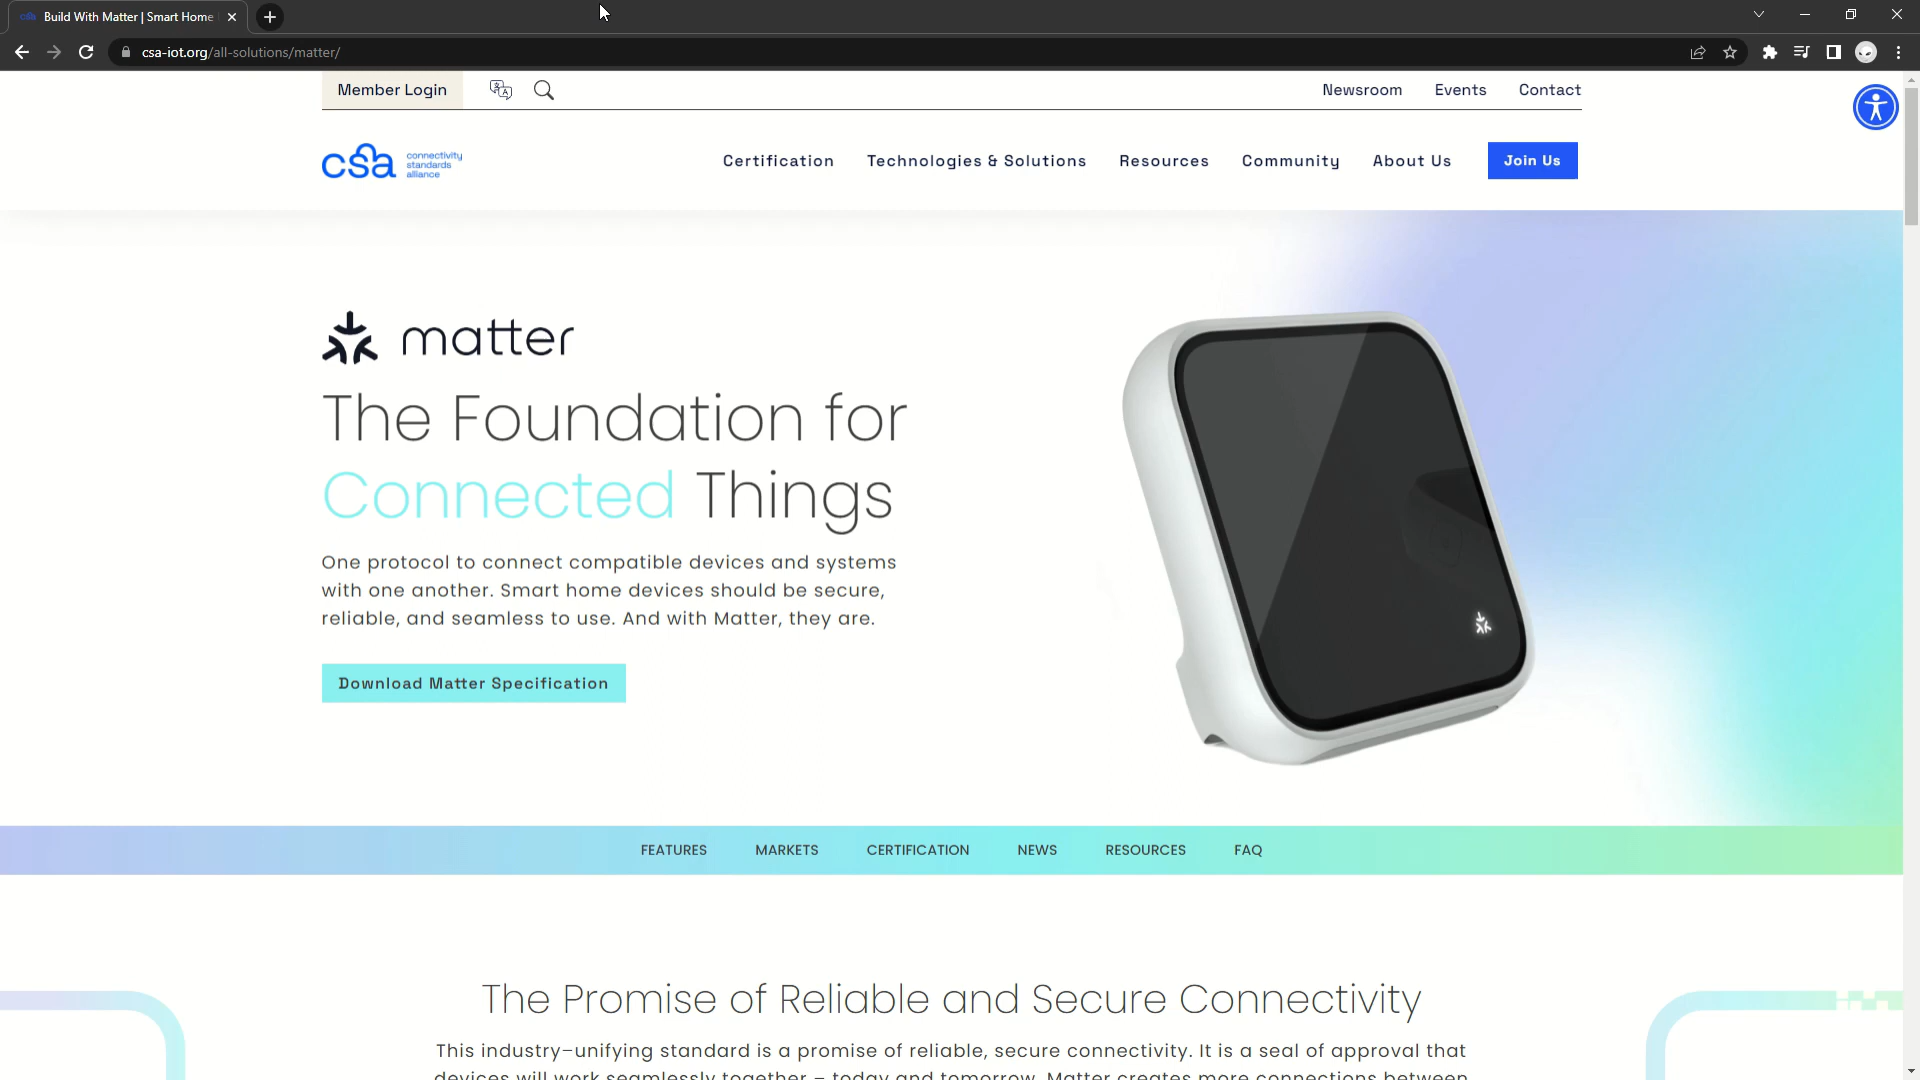 Build With Matter | Smart Home
csa-iot.org/all-solutions/matter/
Member Login
Newsroom
Events
Contact
csa connectivity
standards
alliance
Certification
Technologies & Solutions
Resources
Community
About Us
Join Us
matter
The Foundation for
Connected Things
One protocol to connect compatible devices and systems
with one another. Smart home devices should be secure,
reliable, and seamless to use. And with Matter, they are.
Download Matter Specification
FEATURES
MARKETS
CERTIFICATION
NEWS
RESOURCES
FAQ
The Promise of Reliable and Secure Connectivity
This industry-unifying standard is a promise of reliable, secure connectivity. It is a seal of approval that
devices will work seamlessly together – today and tomorrow. Matter creates more connections between